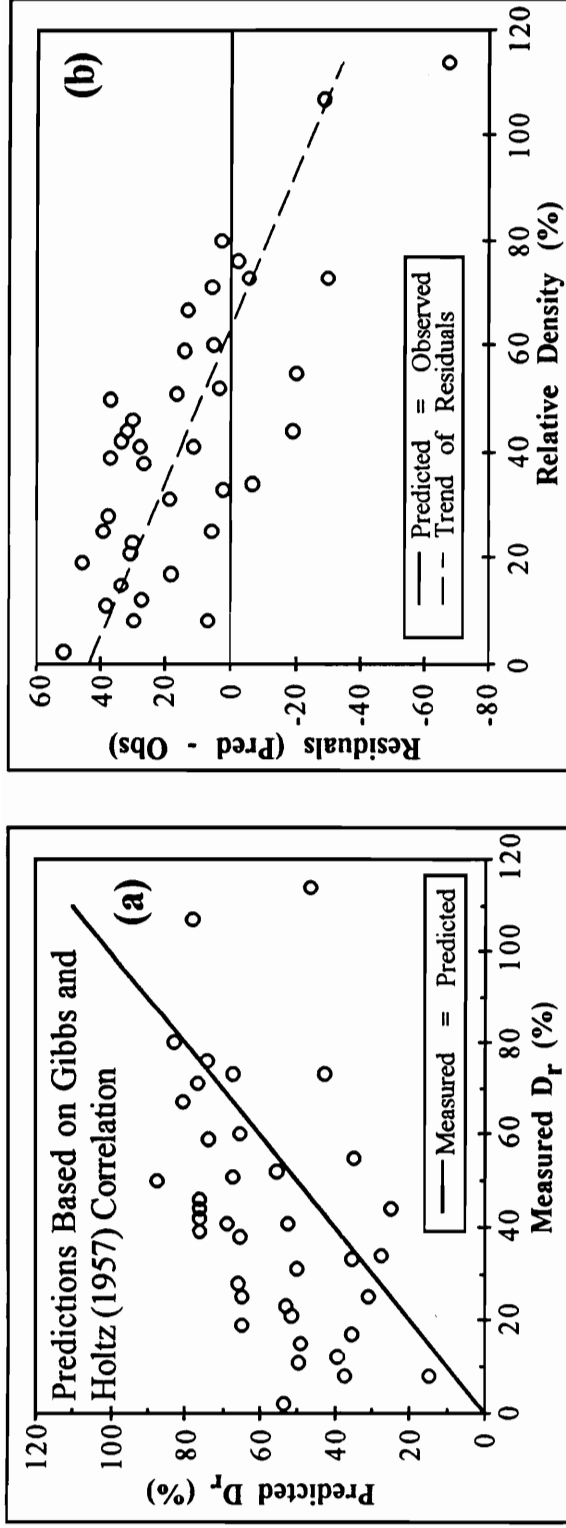 Predictions Based on Gibbs and
Holtz (1957) Correlation
(a)
120
100
80
60
40
20
0
Predicted Dr (%)
Measured = Predicted
0 20 40 60 80 100 120
Measured Dr (%)
(b)
60
40
20
0
-20
-40
-60
-80
Residuals (Pred - Obs)
Predicted = Observed
Trend of Residuals
0 20 40 60 80 100 120
Relative Density (%)